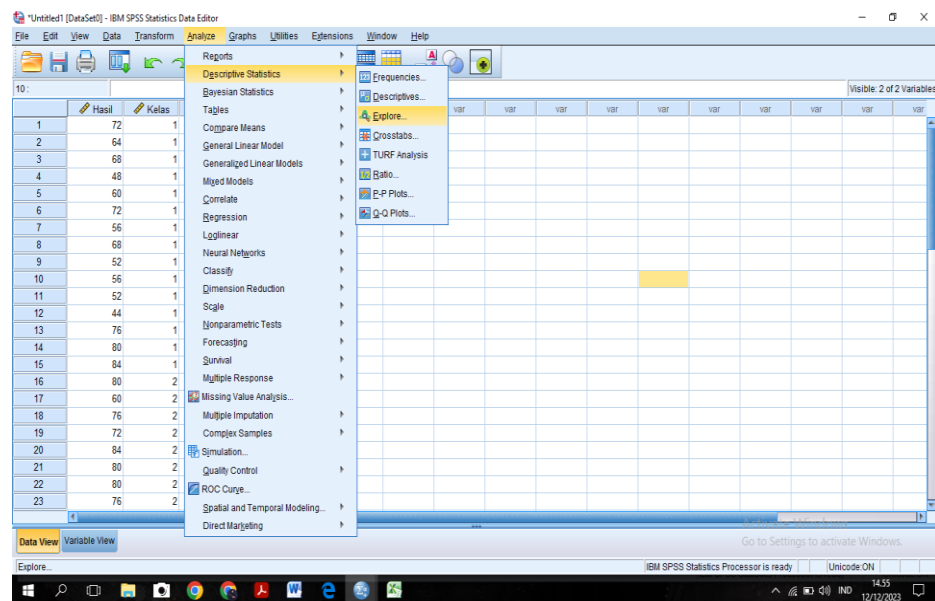 *Untitled1 [DataSet0] - IBM SPSS Statistics Data Editor
File Edit View Data Transform Analyze Graphs Utilities Extensions Window Help
10 :
Visible: 2 of 2 Variables
Hasil Kelas var var var var var var var var var var
1 72 1
2 64 1
3 68 1
4 48 1
5 60 1
6 72 1
7 56 1
8 68 1
9 52 1
10 56 1
11 52 1
12 44 1
13 76 1
14 80 1
15 84 1
16 80 2
17 60 2
18 76 2
19 72 2
20 84 2
21 80 2
22 80 2
23 76 2
Reports
Descriptive Statistics
Bayesian Statistics
Tables
Compare Means
General Linear Model
Generalized Linear Models
Mixed Models
Correlate
Regression
Loglinear
Neural Networks
Classify
Dimension Reduction
Scale
Nonparametric Tests
Forecasting
Survival
Multiple Response
Missing Value Analysis...
Multiple Imputation
Complex Samples
Simulation...
Quality Control
ROC Curve...
Spatial and Temporal Modeling...
Direct Marketing
Frequencies...
Descriptives...
Explore...
Crosstabs...
TURF Analysis
Ratio...
P-P Plots...
Q-Q Plots...
Data View Variable View
Go to Settings to activate Windows.
Explore...
IBM SPSS Statistics Processor is ready
Unicode:ON
IND
14.55
12/12/2023